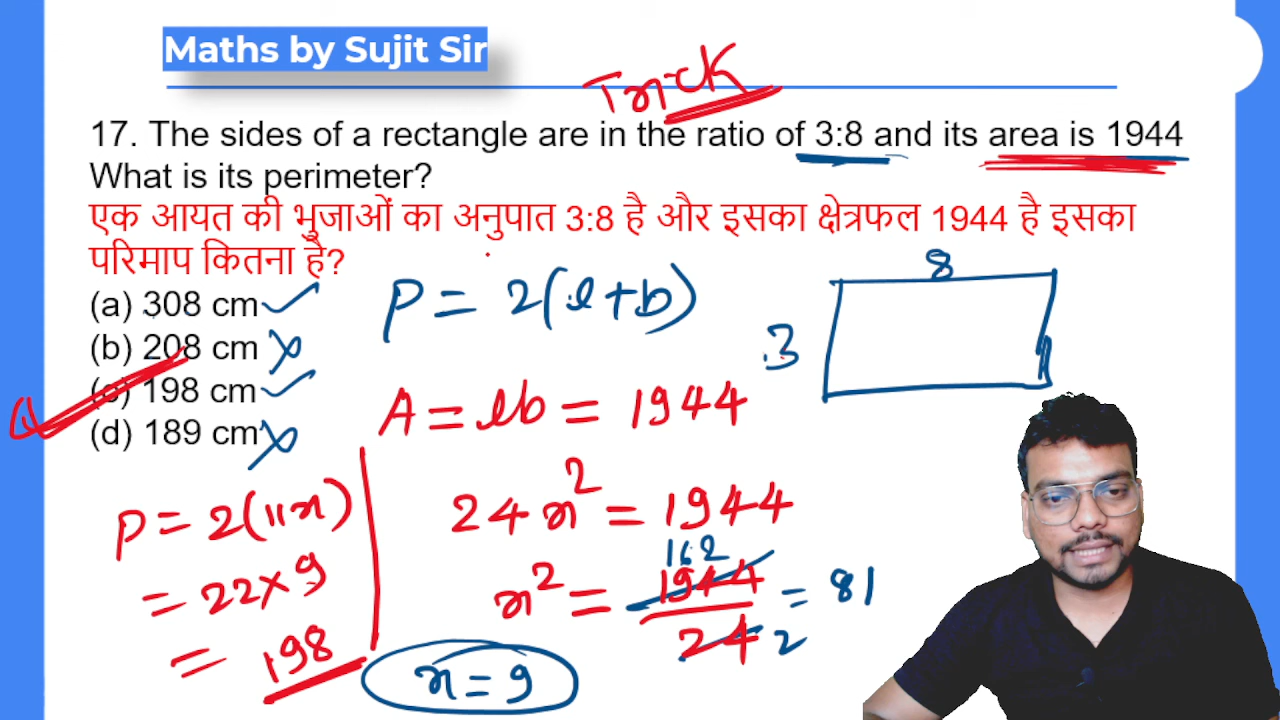 Maths by Sujit Sir
Trick
17. The sides of a rectangle are in the ratio of 3:8 and its area is 1944
What is its perimeter?
एक आयत की भुजाओं का अनुपात 3:8 है और इसका क्षेत्रफल 1944 है इसका
परिमाप कितना है?
(a) 308 cm
(b) 208 cm
(c) 198 cm
(d) 189 cm
P = 2(l+b)
8
3
A = lb = 1944
24x² = 1944
x² = 1944/24 = 81
162
2
x = 9
P = 2(11x)
= 22×9
= 198